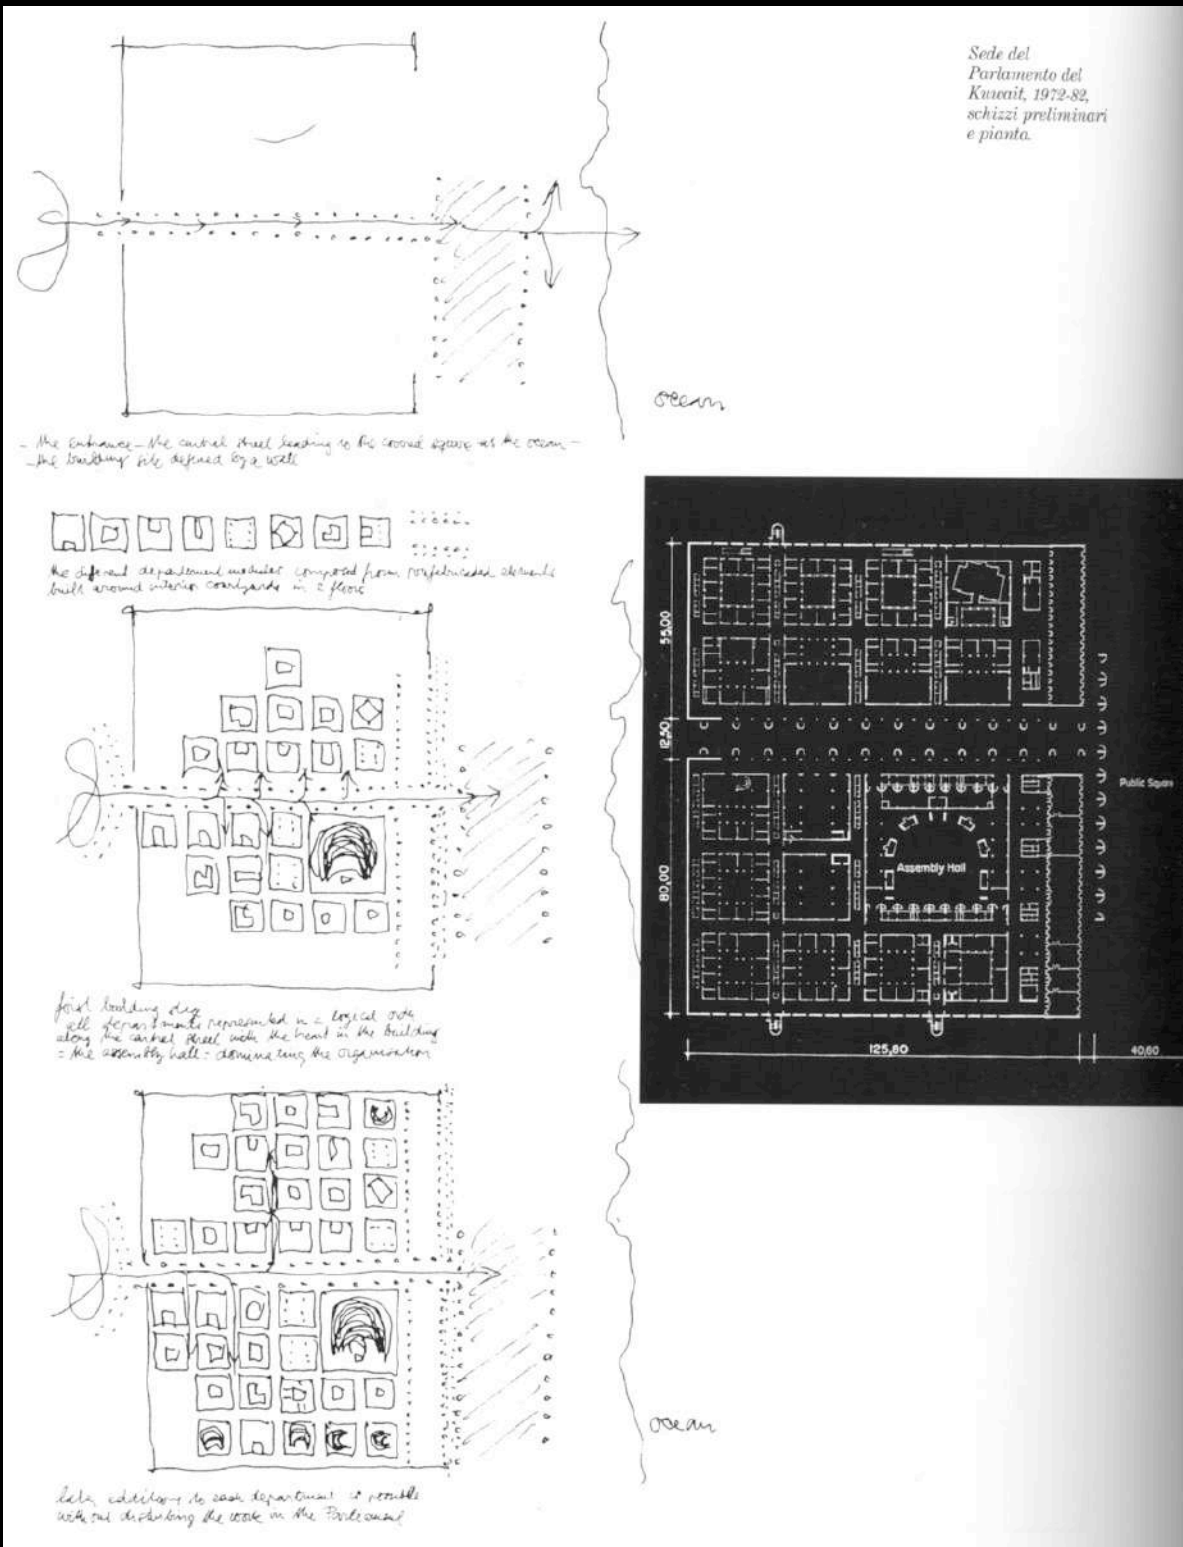 Sede del
Parlamento del
Kuwait, 1972-82,
schizzi preliminari
e pianta.
ocean
- the entrance - the central street leading to the covered square at the ocean -
- the building site defined by a wall
the different department modules composed from prefabricated elements
built around interior courtyards in 2 floors
55,00
12,50
80,00
Public Square
Assembly Hall
125,60
40,60
first building step
all departments represented in a logical order
along the central street with the heart in the building
= the assembly hall = dominating the organisation
ocean
later additions to each department is possible
without disturbing the work in the Parliament